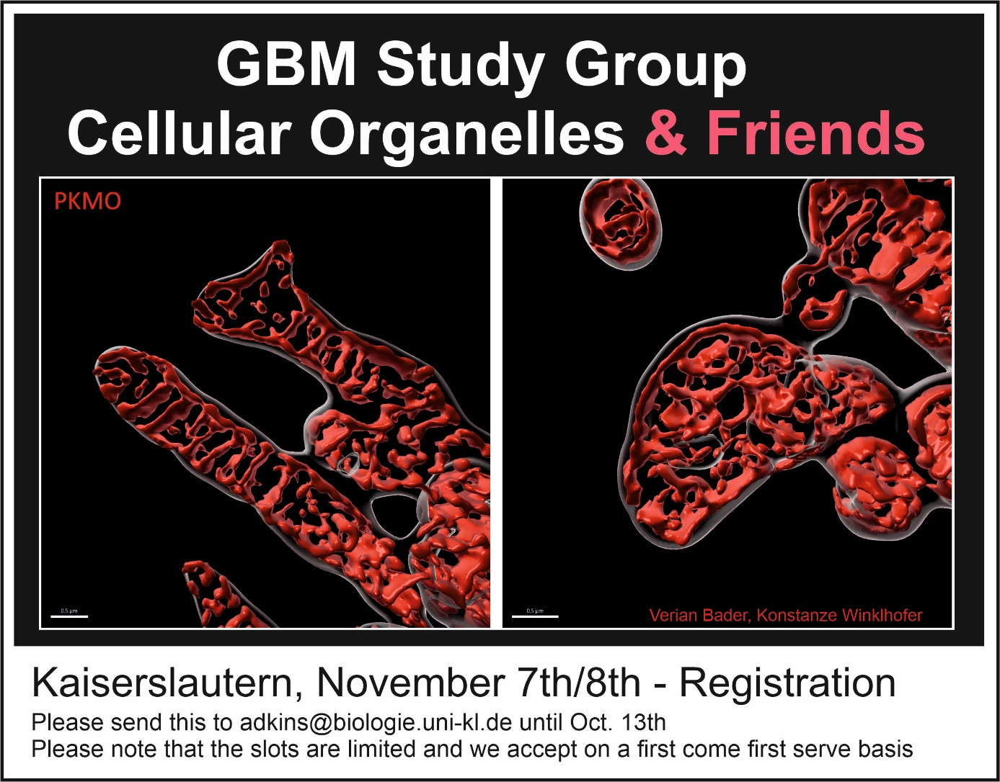 GBM Study Group
Cellular Organelles & Friends
PKMO
0.5 µm
0.5 µm
Verian Bader, Konstanze Winklhofer
Kaiserslautern, November 7th/8th - Registration
Please send this to adkins@biologie.uni-kl.de until Oct. 13th
Please note that the slots are limited and we accept on a first come first serve basis